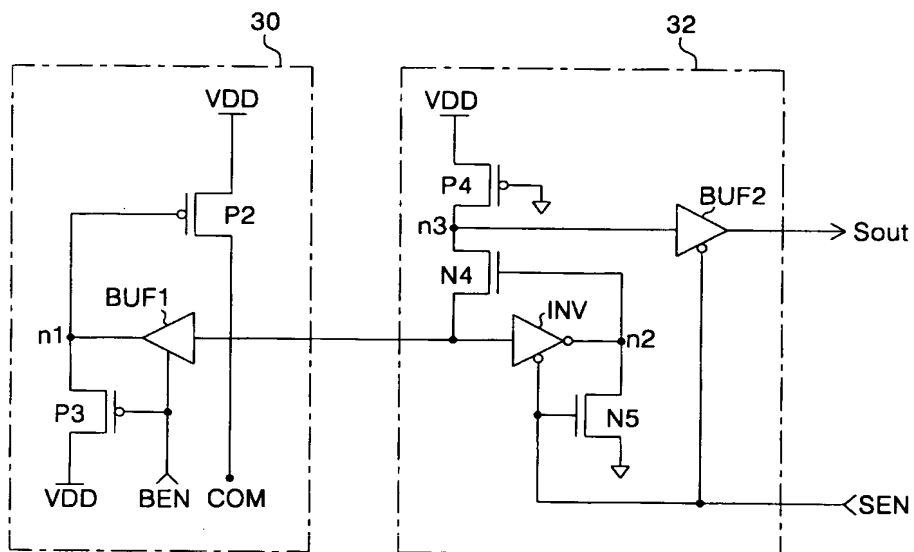 30
32
VDD
VDD
P4
P2
BUF2
n3
Sout
N4
BUF1
INV
n1
n2
P3
N5
VDD
BEN
COM
SEN